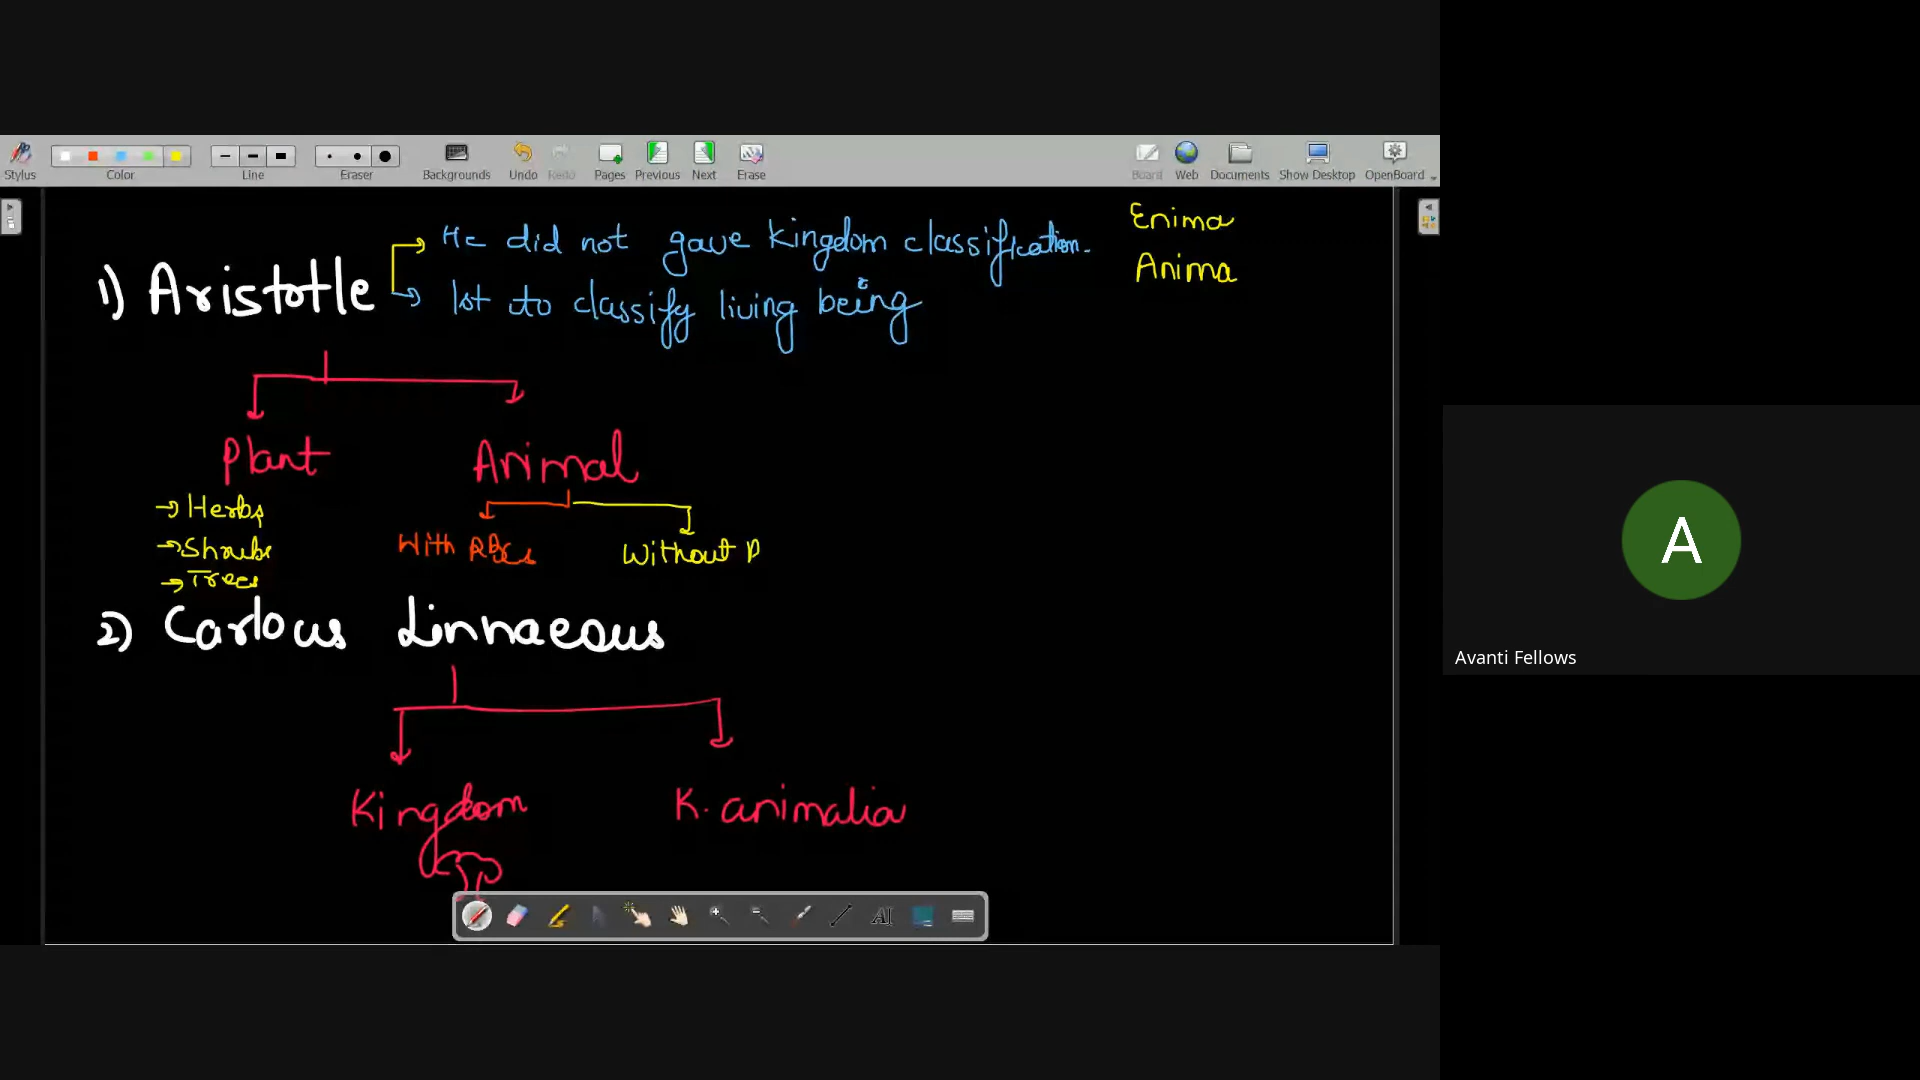 Stylus Color Line Eraser Backgrounds Undo Redo Pages Previous Next Erase Board Web Documents Show Desktop OpenBoard
He did not gave Kingdom classification.
Enima
Anima
1) Aristotle
1st to classify living being
Plant Animal
→ Herbs
→ Shrubs
→ Trees
With RBCs Without R
2) Carlous Linnaeous
Kingdom K. animalia
A
Avanti Fellows